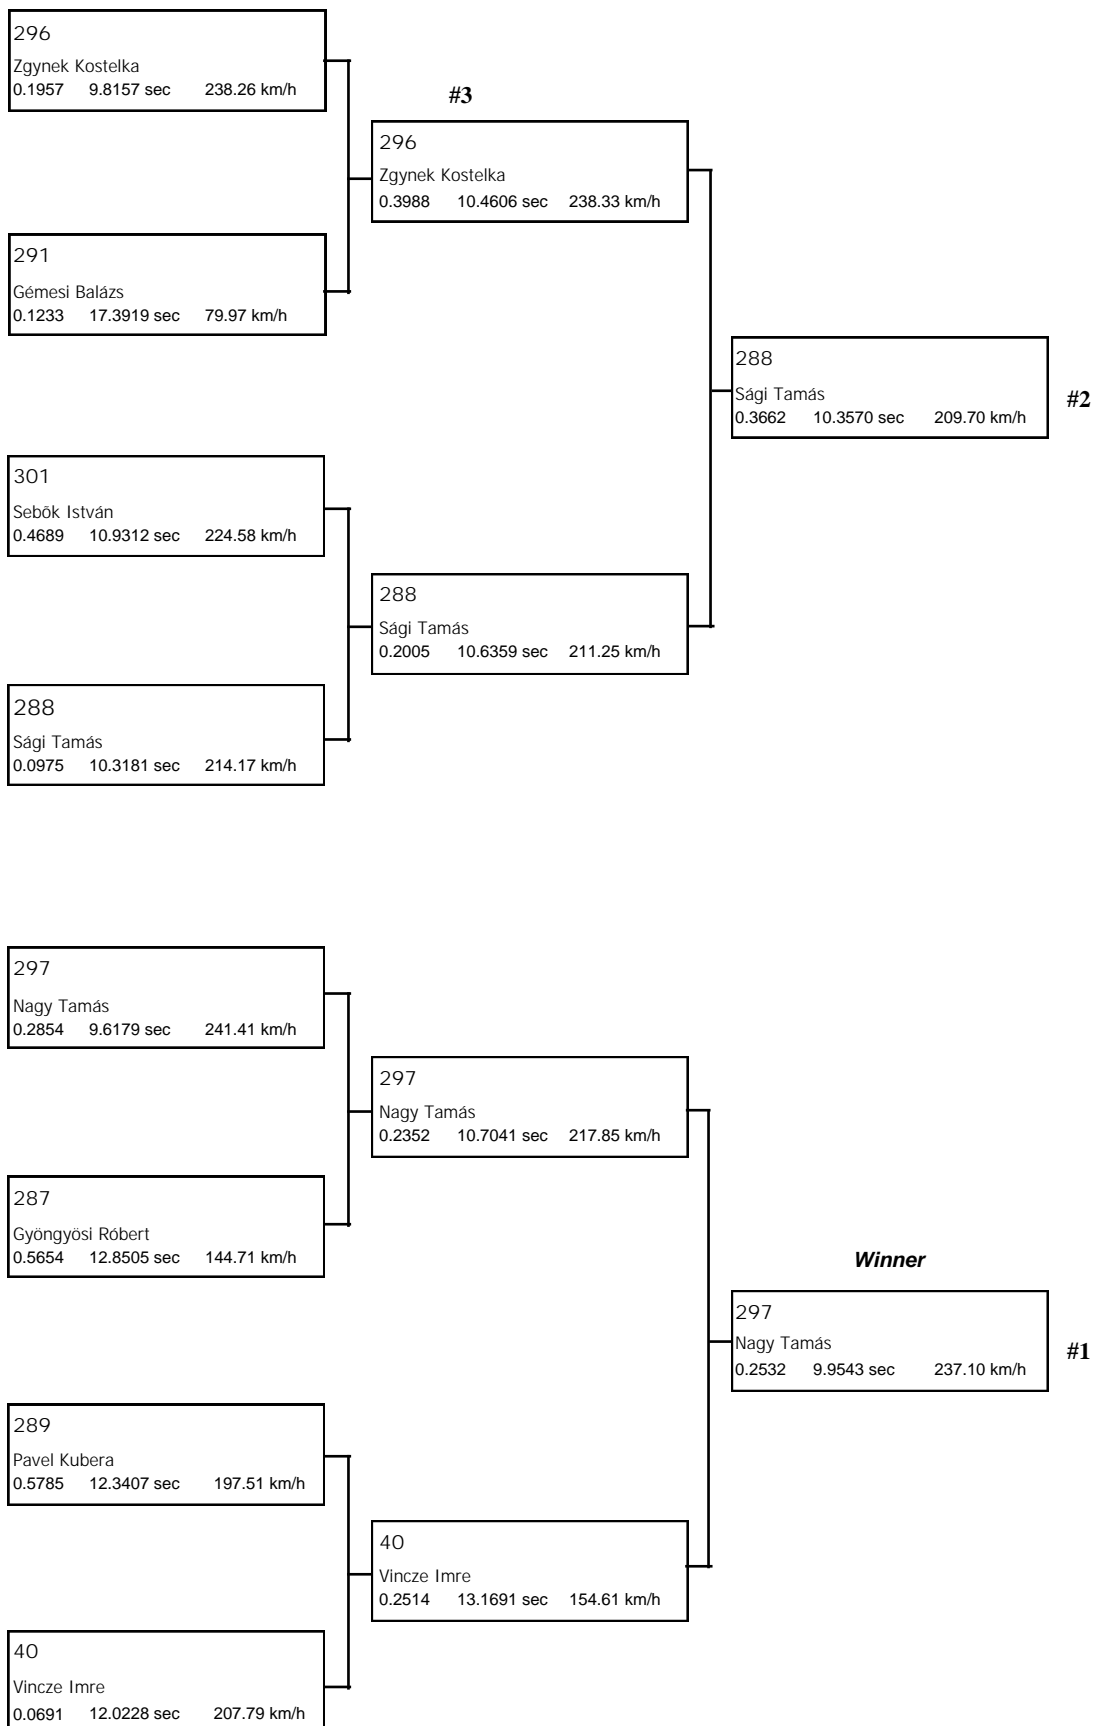 296
Zgynek Kostelka
0.1957 9.8157 sec 238.26 km/h
#3
296
Zgynek Kostelka
0.3988 10.4606 sec 238.33 km/h
291
Gémesi Balázs
0.1233 17.3919 sec 79.97 km/h
288
Sági Tamás
0.3662 10.3570 sec 209.70 km/h
#2
301
Sebõk István
0.4689 10.9312 sec 224.58 km/h
288
Sági Tamás
0.2005 10.6359 sec 211.25 km/h
288
Sági Tamás
0.0975 10.3181 sec 214.17 km/h
297
Nagy Tamás
0.2854 9.6179 sec 241.41 km/h
297
Nagy Tamás
0.2352 10.7041 sec 217.85 km/h
287
Gyöngyösi Róbert
0.5654 12.8505 sec 144.71 km/h
Winner
297
Nagy Tamás
0.2532 9.9543 sec 237.10 km/h
#1
289
Pavel Kubera
0.5785 12.3407 sec 197.51 km/h
40
Vincze Imre
0.2514 13.1691 sec 154.61 km/h
40
Vincze Imre
0.0691 12.0228 sec 207.79 km/h